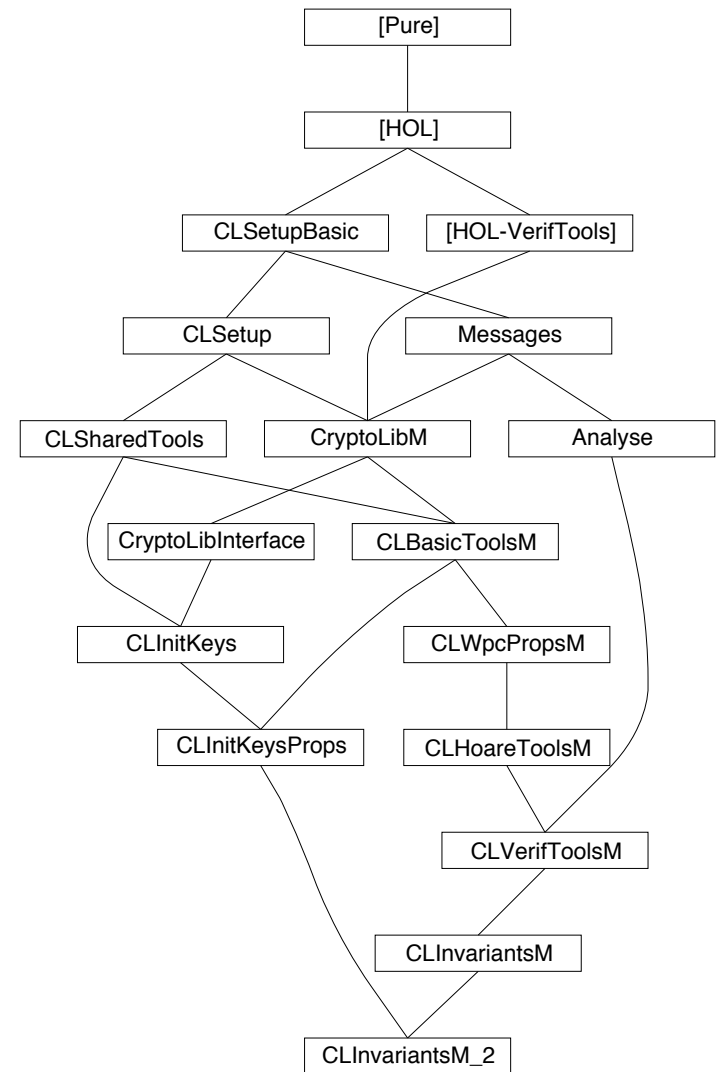 [Pure]
[HOL]
CLSetupBasic
[HOL-VerifTools]
CLSetup
Messages
CLSharedTools
CryptoLibM
Analyse
CryptoLibInterface
CLBasicToolsM
CLInitKeys
CLWpcPropsM
CLInitKeysProps
CLHoareToolsM
CLVerifToolsM
CLInvariantsM
CLInvariantsM_2